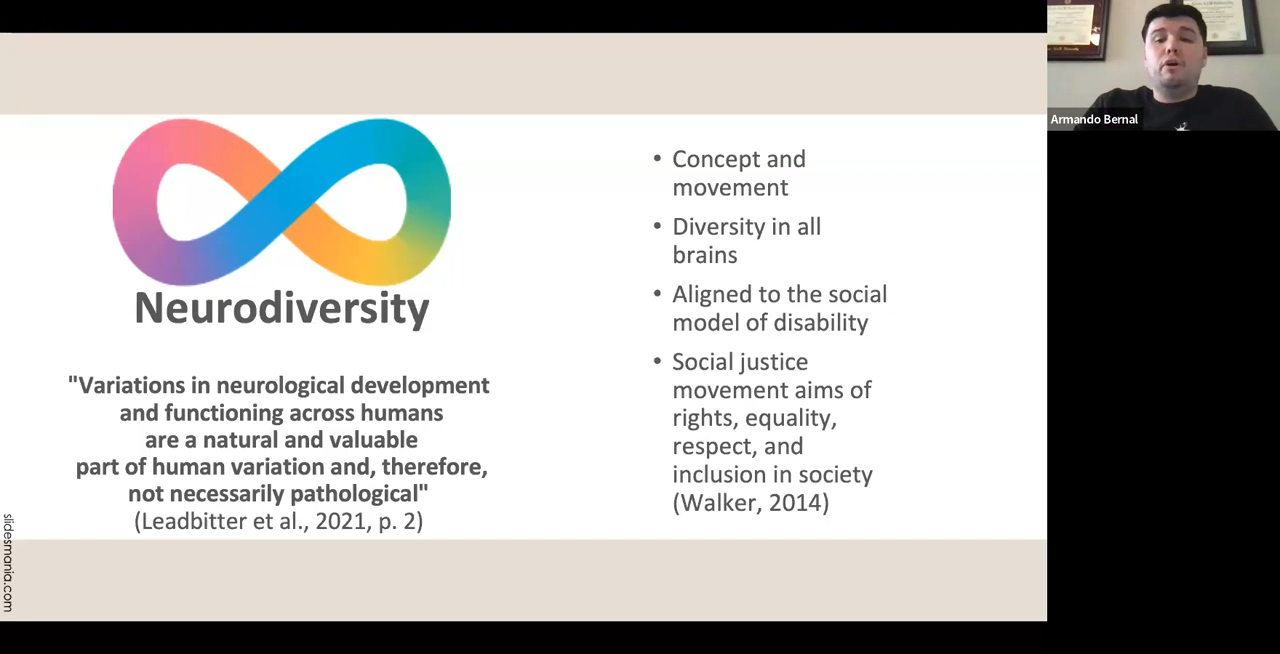 Neurodiversity
"Variations in neurological development
and functioning across humans
are a natural and valuable
part of human variation and, therefore,
not necessarily pathological"
(Leadbitter et al., 2021, p. 2)
• Concept and
movement
• Diversity in all
brains
• Aligned to the social
model of disability
• Social justice
movement aims of
rights, equality,
respect, and
inclusion in society
(Walker, 2014)
slidesmania.com
Armando Bernal